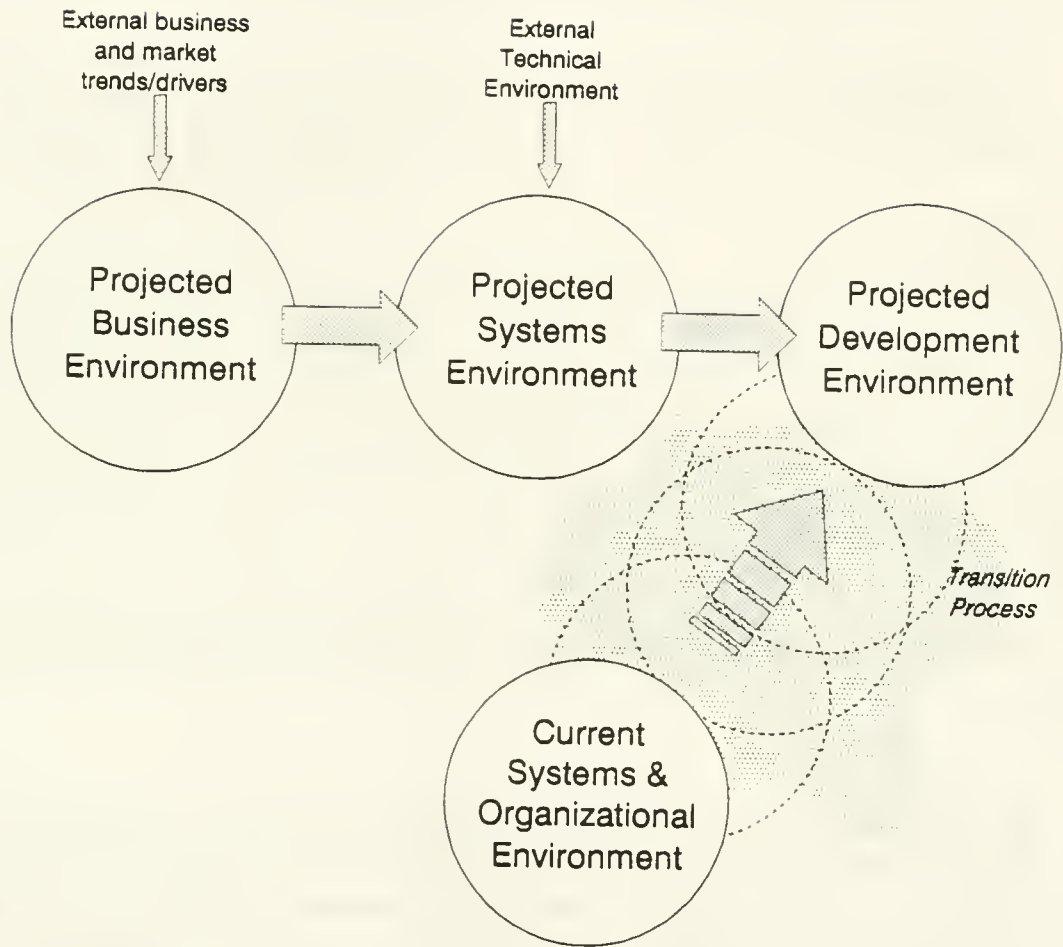 External business
and market
trends/drivers
External
Technical
Environment
Projected
Business
Environment
Projected
Systems
Environment
Projected
Development
Environment
Transition
Process
Current
Systems &
Organizational
Environment